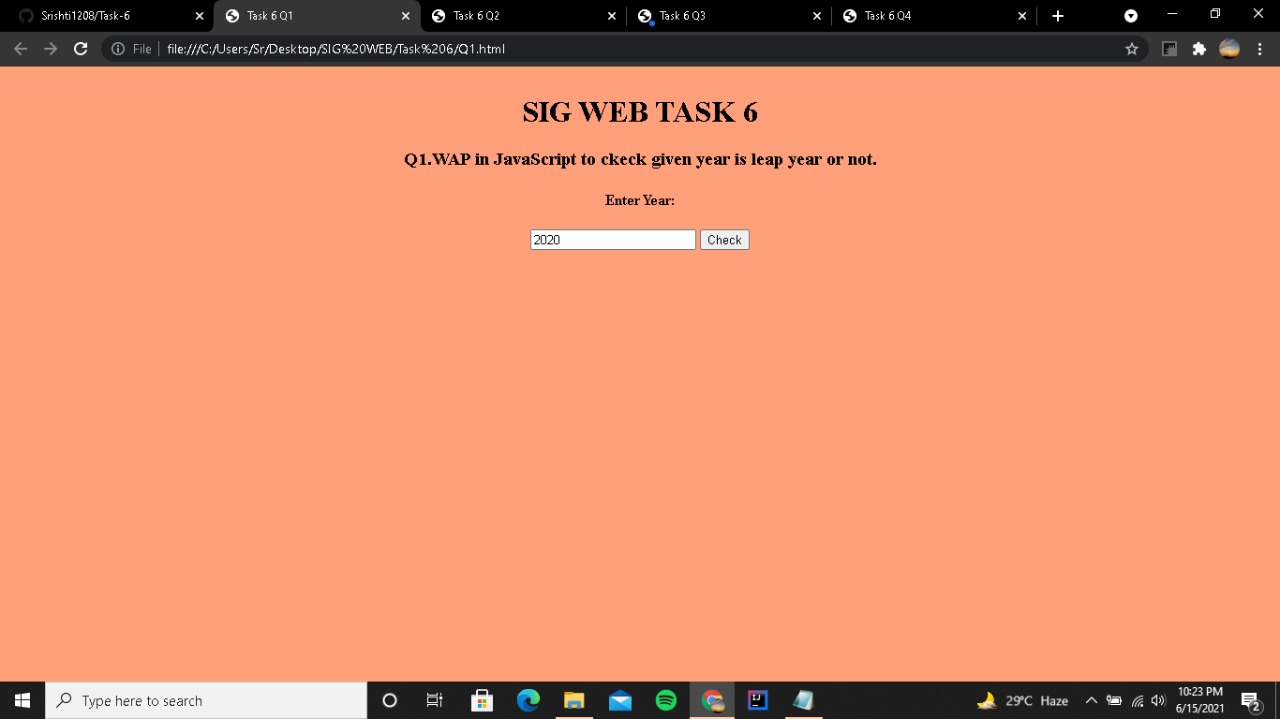 Srishti1208/Task-6
Task 6 Q1
Task 6 Q2
Task 6 Q3
Task 6 Q4
File
file:///C:/Users/Sr/Desktop/SIG%20WEB/Task%206/Q1.html
SIG WEB TASK 6
Q1.WAP in JavaScript to ckeck given year is leap year or not.
Enter Year:
2020 Check
Type here to search
29°C Haze
10:23 PM
6/15/2021
2